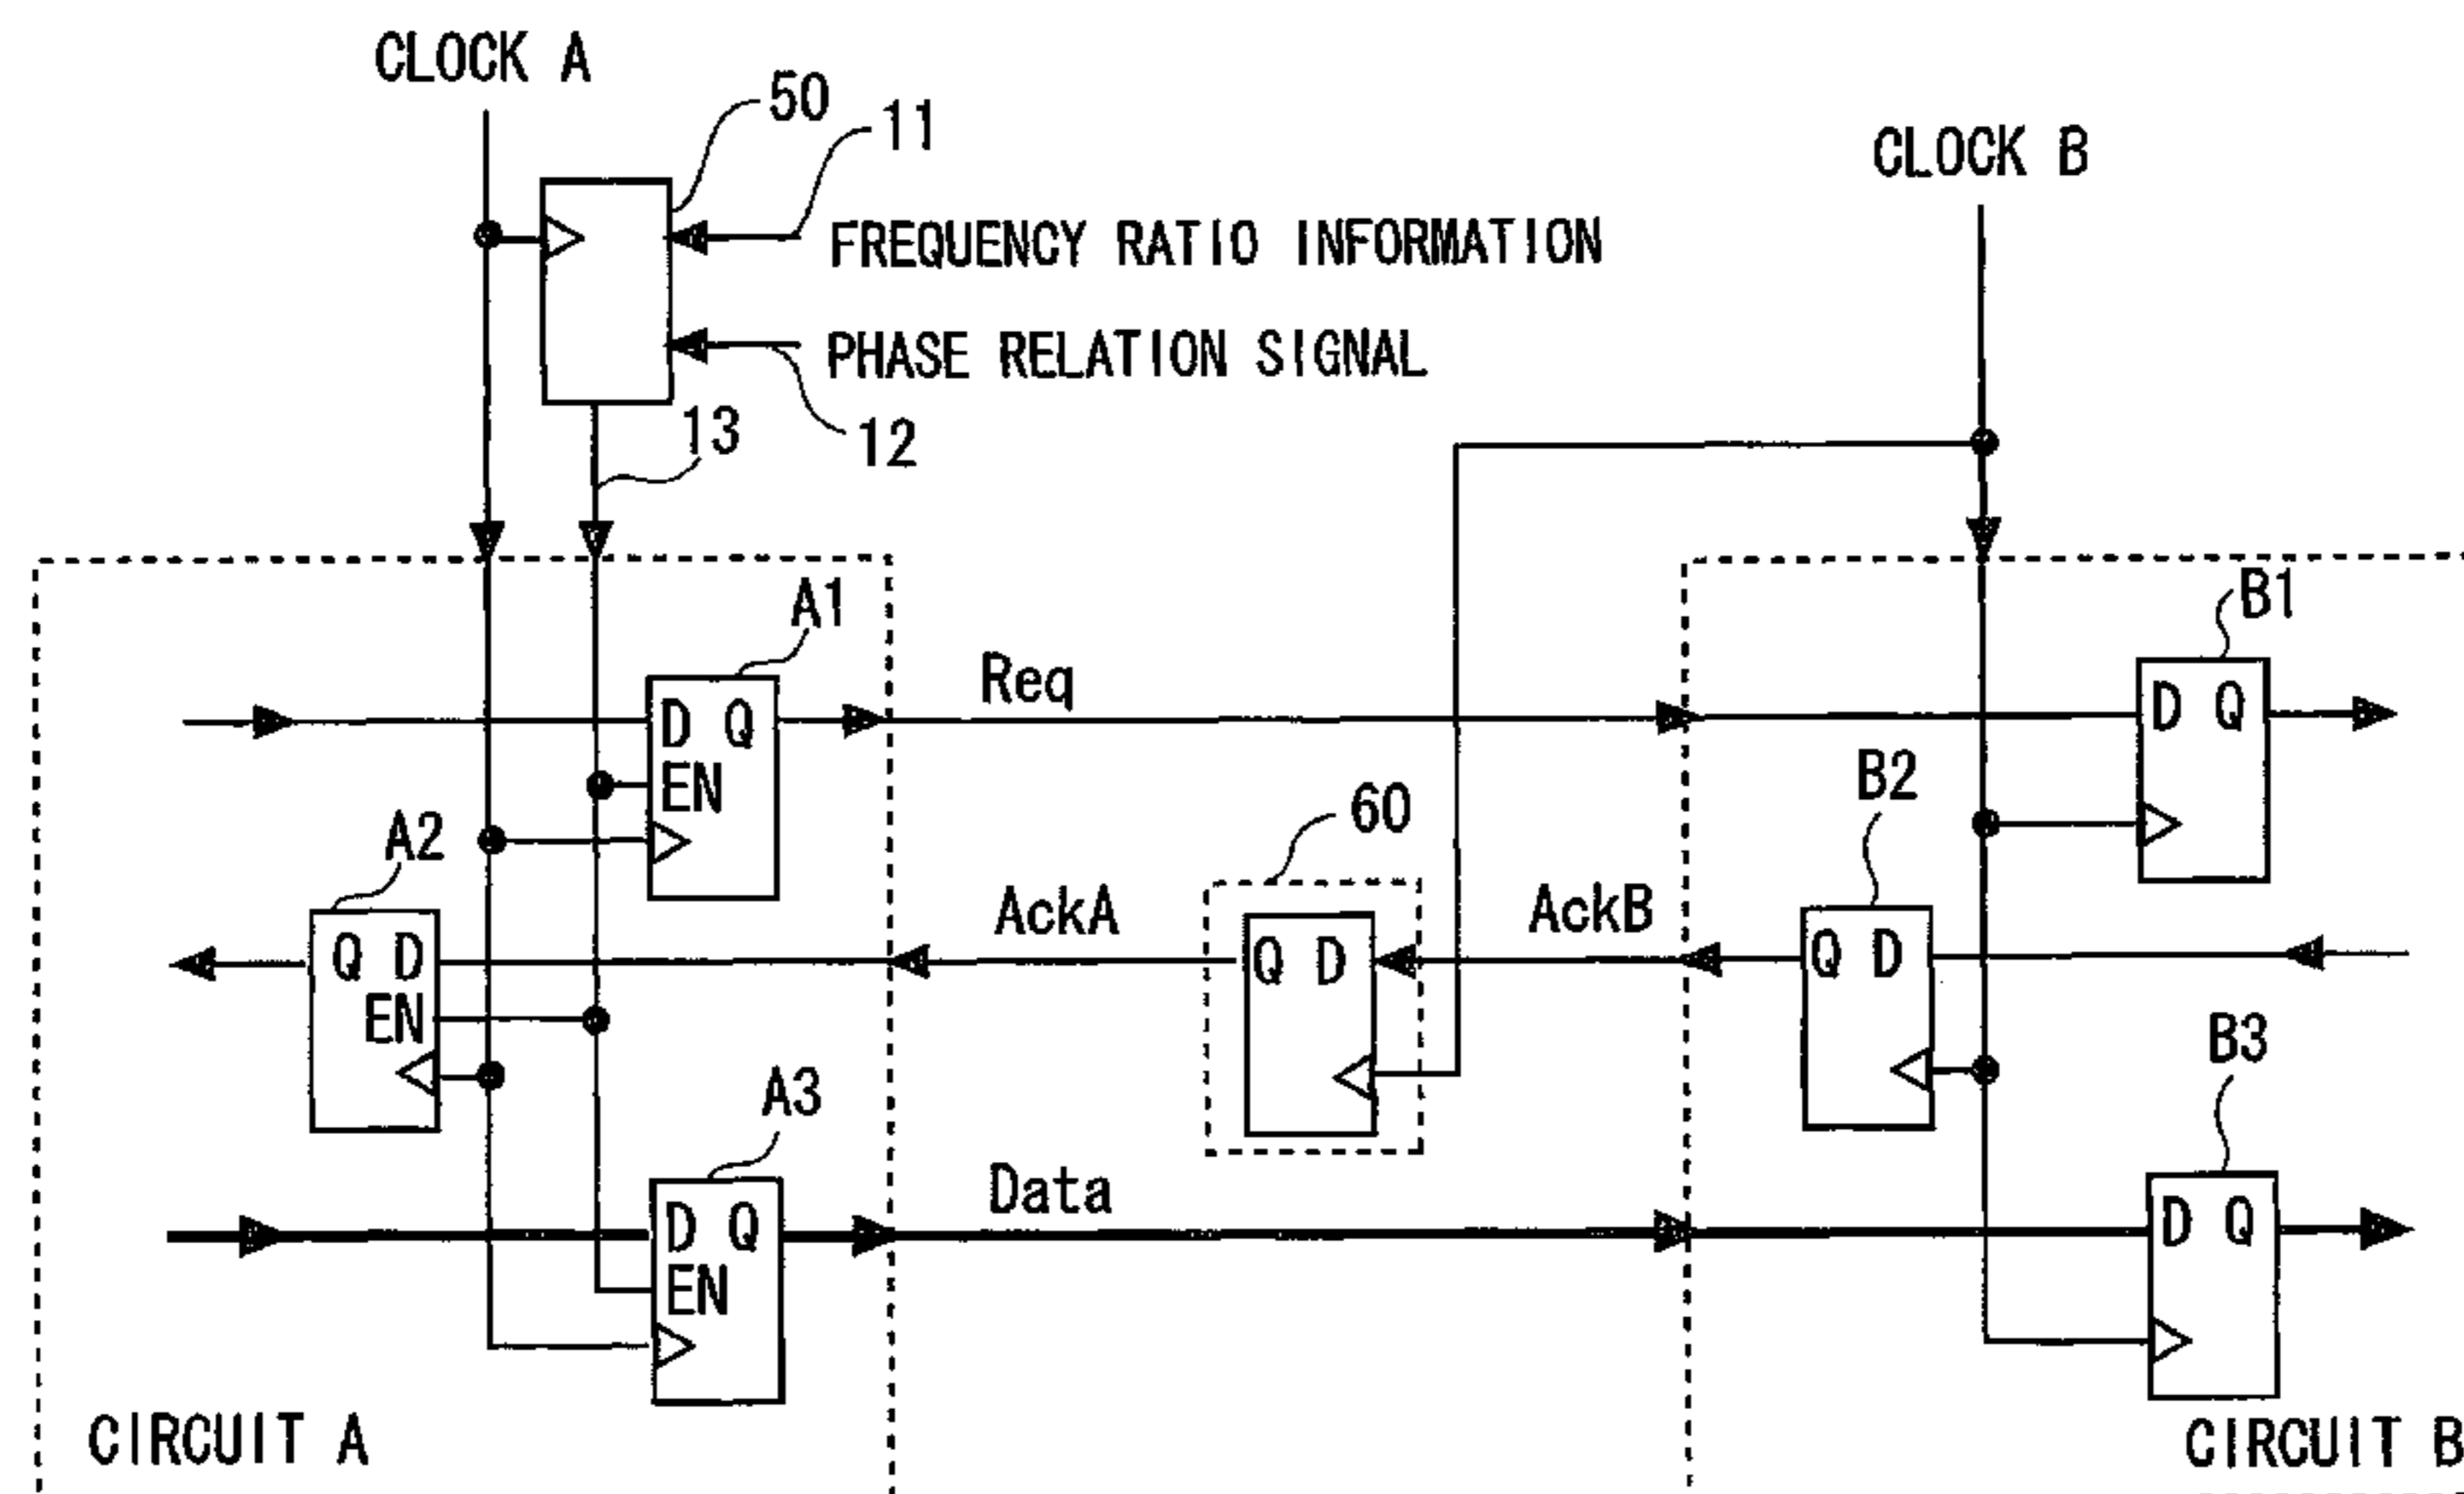 CLOCK A
50
11
CLOCK B
FREQUENCY RATIO INFORMATION
PHASE RELATION SIGNAL
13
12
A1
B1
Req
D Q
EN
D Q
B2
A2
60
AckA
AckB
Q D
EN
Q D
Q D
B3
A3
Data
D Q
EN
D Q
CIRCUIT A
CIRCUIT B